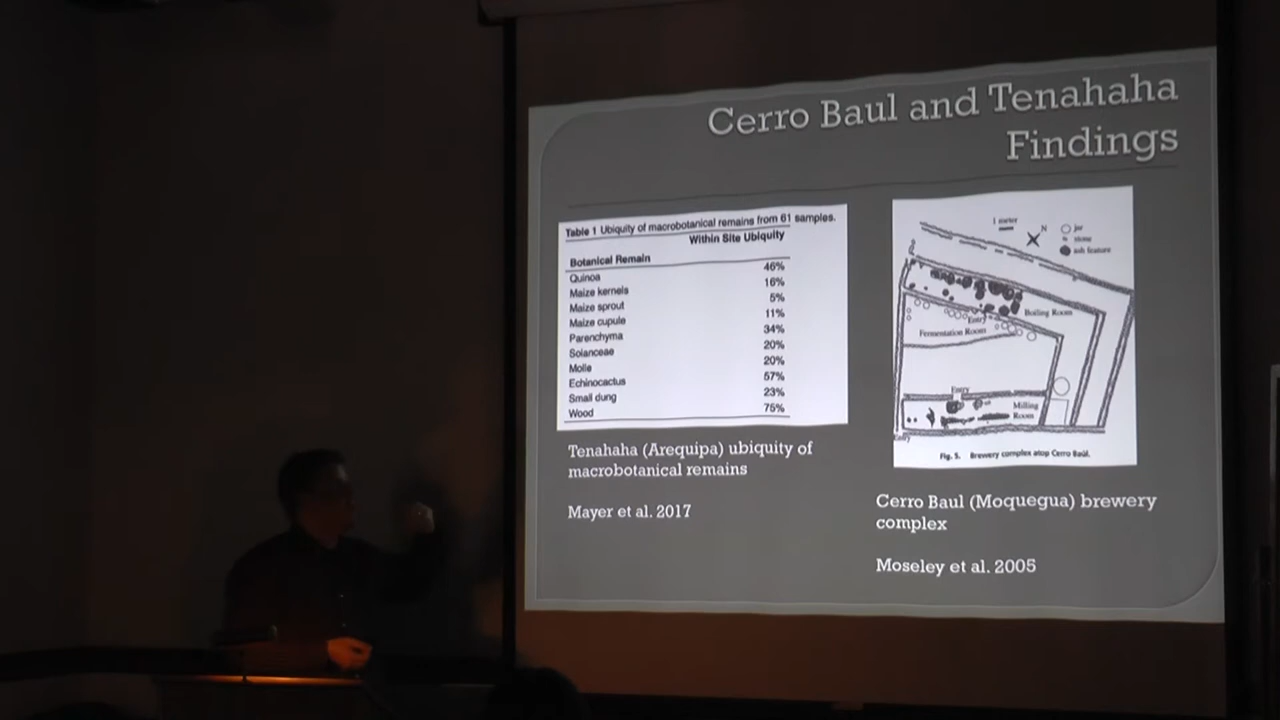 Cerro Baul and Tenahaha
Findings
Table 1 Ubiquity of macrobotanical remains from 61 samples.
Within Site Ubiquity
Botanical Remain
Quinoa 46%
Maize kernels 16%
Maize sprout 5%
Maize cupule 11%
Parenchyma 34%
Solanceae 20%
Molle 20%
Echinocactus 57%
Small dung 23%
Wood 75%
Tenahaha (Arequipa) ubiquity of
macrobotanical remains
Mayer et al. 2017
1 meter
N
jar
stone
ash feature
Boiling Room
Entry
Fermentation Room
Entry
Milling
Room
Entry
Fig. 5. Brewery complex atop Cerro Baúl.
Cerro Baul (Moquegua) brewery
complex
Moseley et al. 2005